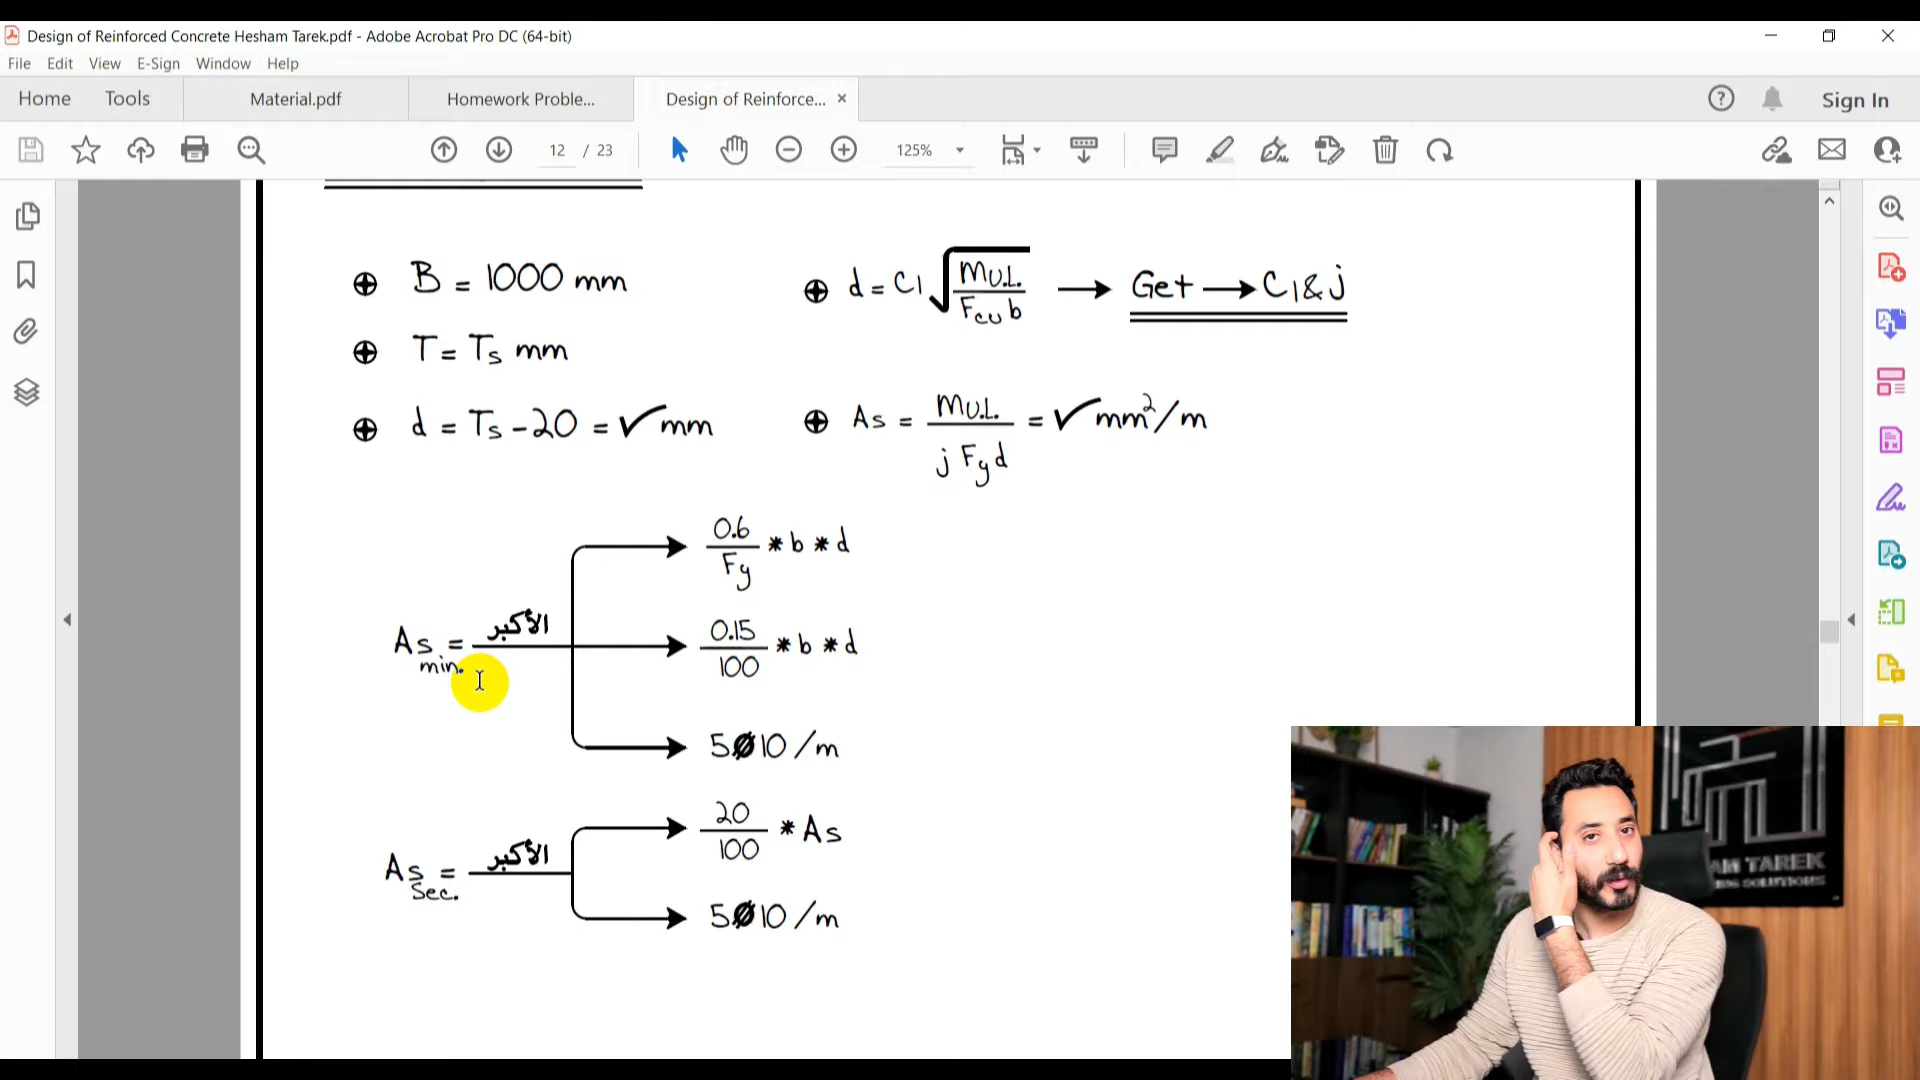 Design of Reinforced Concrete Hesham Tarek.pdf - Adobe Acrobat Pro DC (64-bit)
File Edit View E-Sign Window Help
Home Tools Material.pdf Homework Proble... Design of Reinforce... × Sign In
12 / 23 125%
B = 1000 mm
d = C1 √ Mu.L. / Fcu b → Get → C1 & j
T = Ts mm
d = Ts - 20 = ✓ mm
As = Mu.L. / j Fy d = ✓ mm²/m
As min. = الأكبر
0.6 / Fy * b * d
0.15 / 100 * b * d
5Ø10 /m
As Sec. = الأكبر
20 / 100 * As
5Ø10 /m
AM TAREK